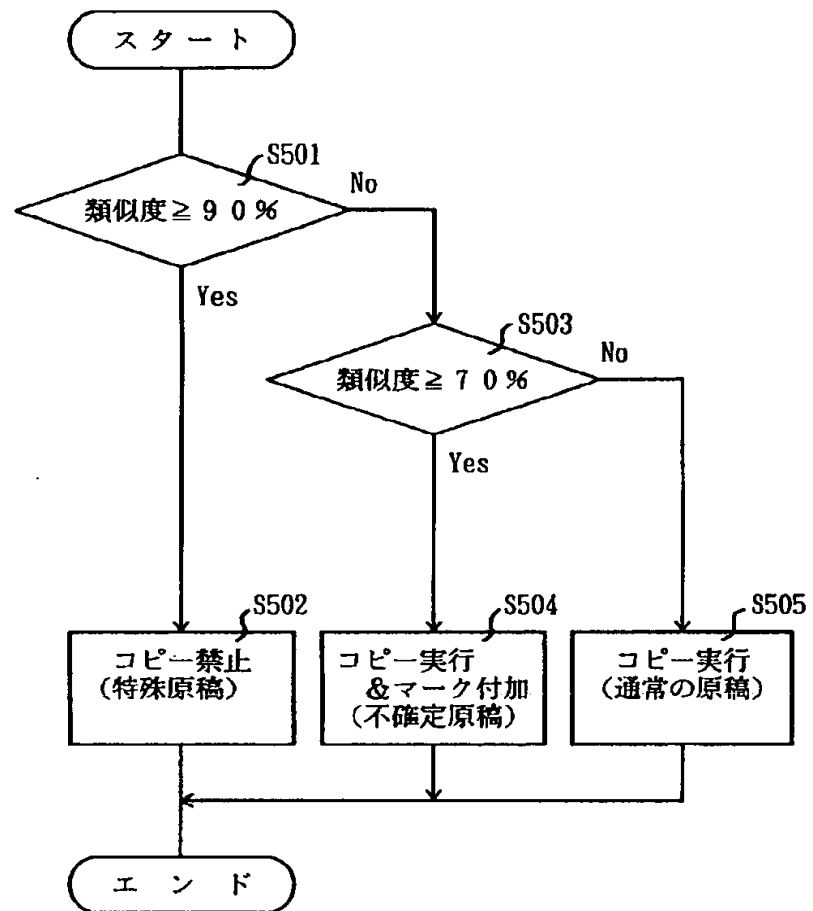 スタート
S501
類似度≧90%
No
Yes
S503
類似度≧70%
No
Yes
S502
コピー禁止
(特殊原稿)
S504
コピー実行
&マーク付加
(不確定原稿)
S505
コピー実行
(通常の原稿)
エンド